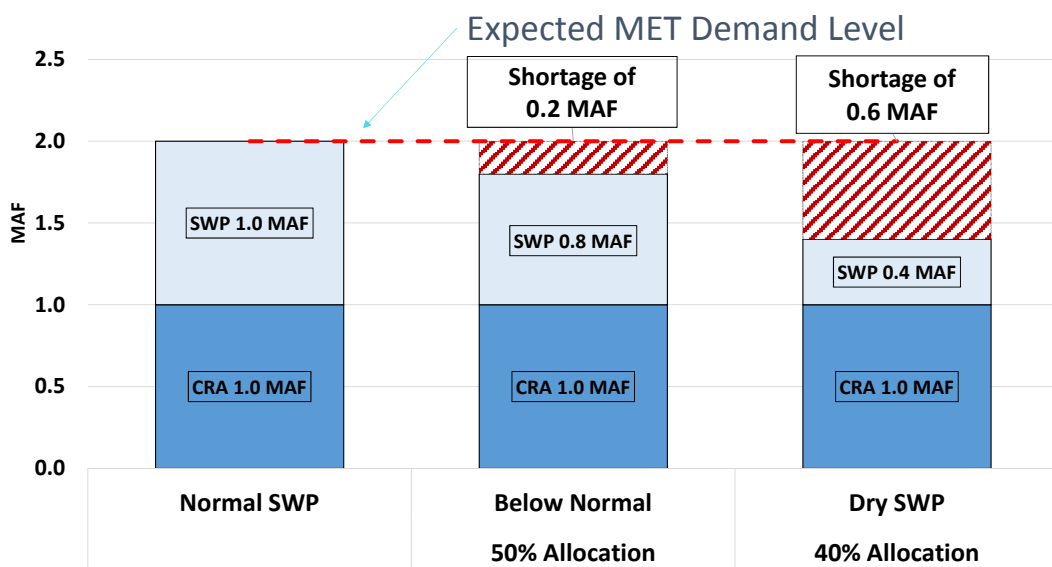 Expected MET Demand Level
2.5
Shortage of
0.2 MAF
Shortage of
0.6 MAF
2.0
SWP 1.0 MAF
1.5
SWP 0.8 MAF
SWP 0.4 MAF
MAF
1.0
CRA 1.0 MAF
CRA 1.0 MAF
CRA 1.0 MAF
0.5
0.0
Normal SWP
Below Normal
Dry SWP
50% Allocation
40% Allocation